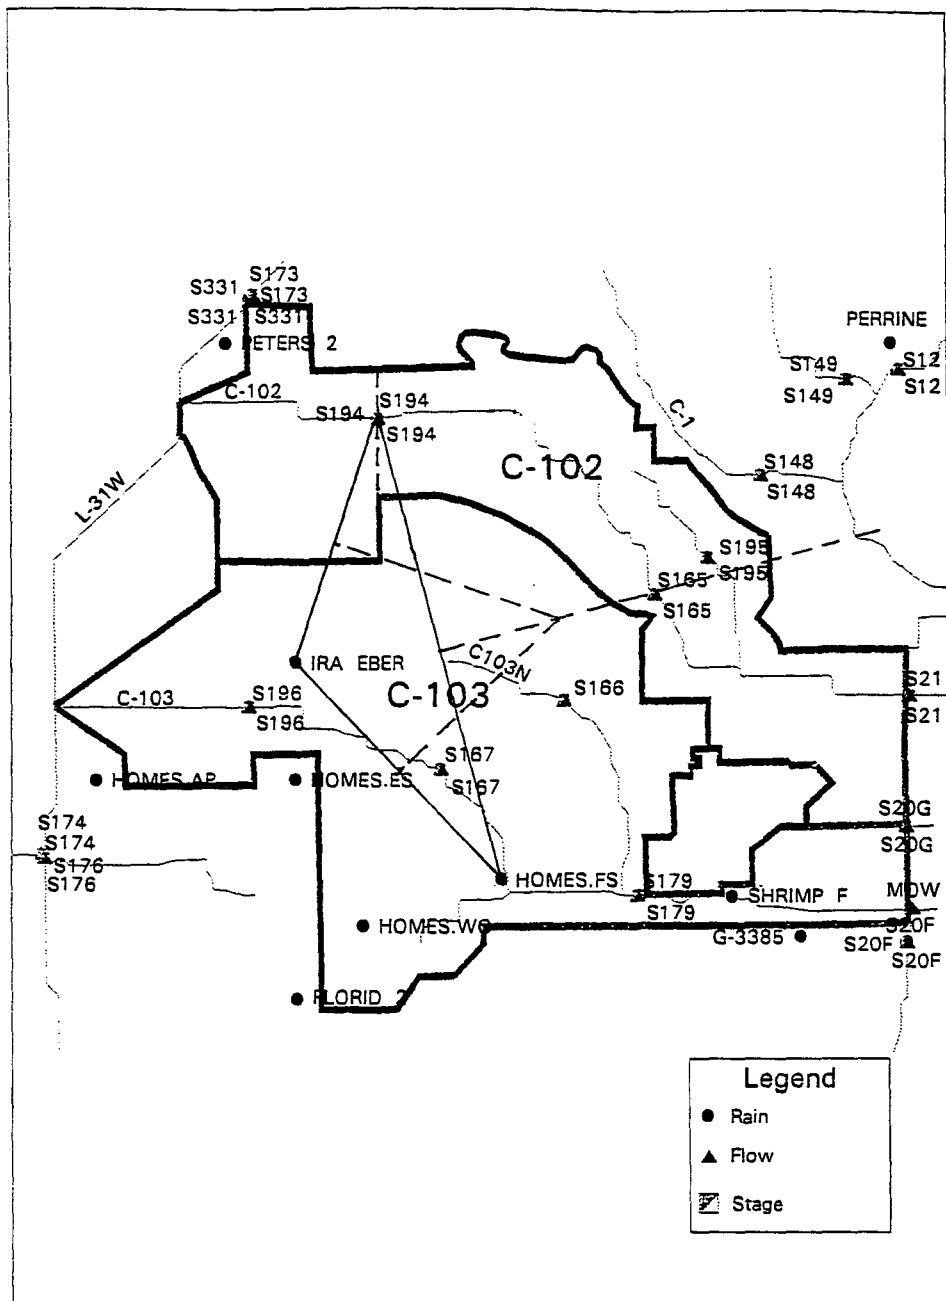 S173
S331
S173
S331
S331
PETERS 2
PERRINE
S149
S12
S149
S12
C-102
S194
S194
S194
C-1
C-102
S148
S148
L-31W
S195
S195
S165
S165
IRA EBER
C103N
C-103
C-103
S196
S196
S166
S21
S21
S167
S167
HOMES.AP
HOMES.ES
S174
S174
S176
S176
S20G
S20G
HOMES.FS
S179
S179
SHRIMP F
MOW
HOMES.WO
G-3385
S20F
S20F
S20F
FLORID 2
Legend
Rain
Flow
Stage